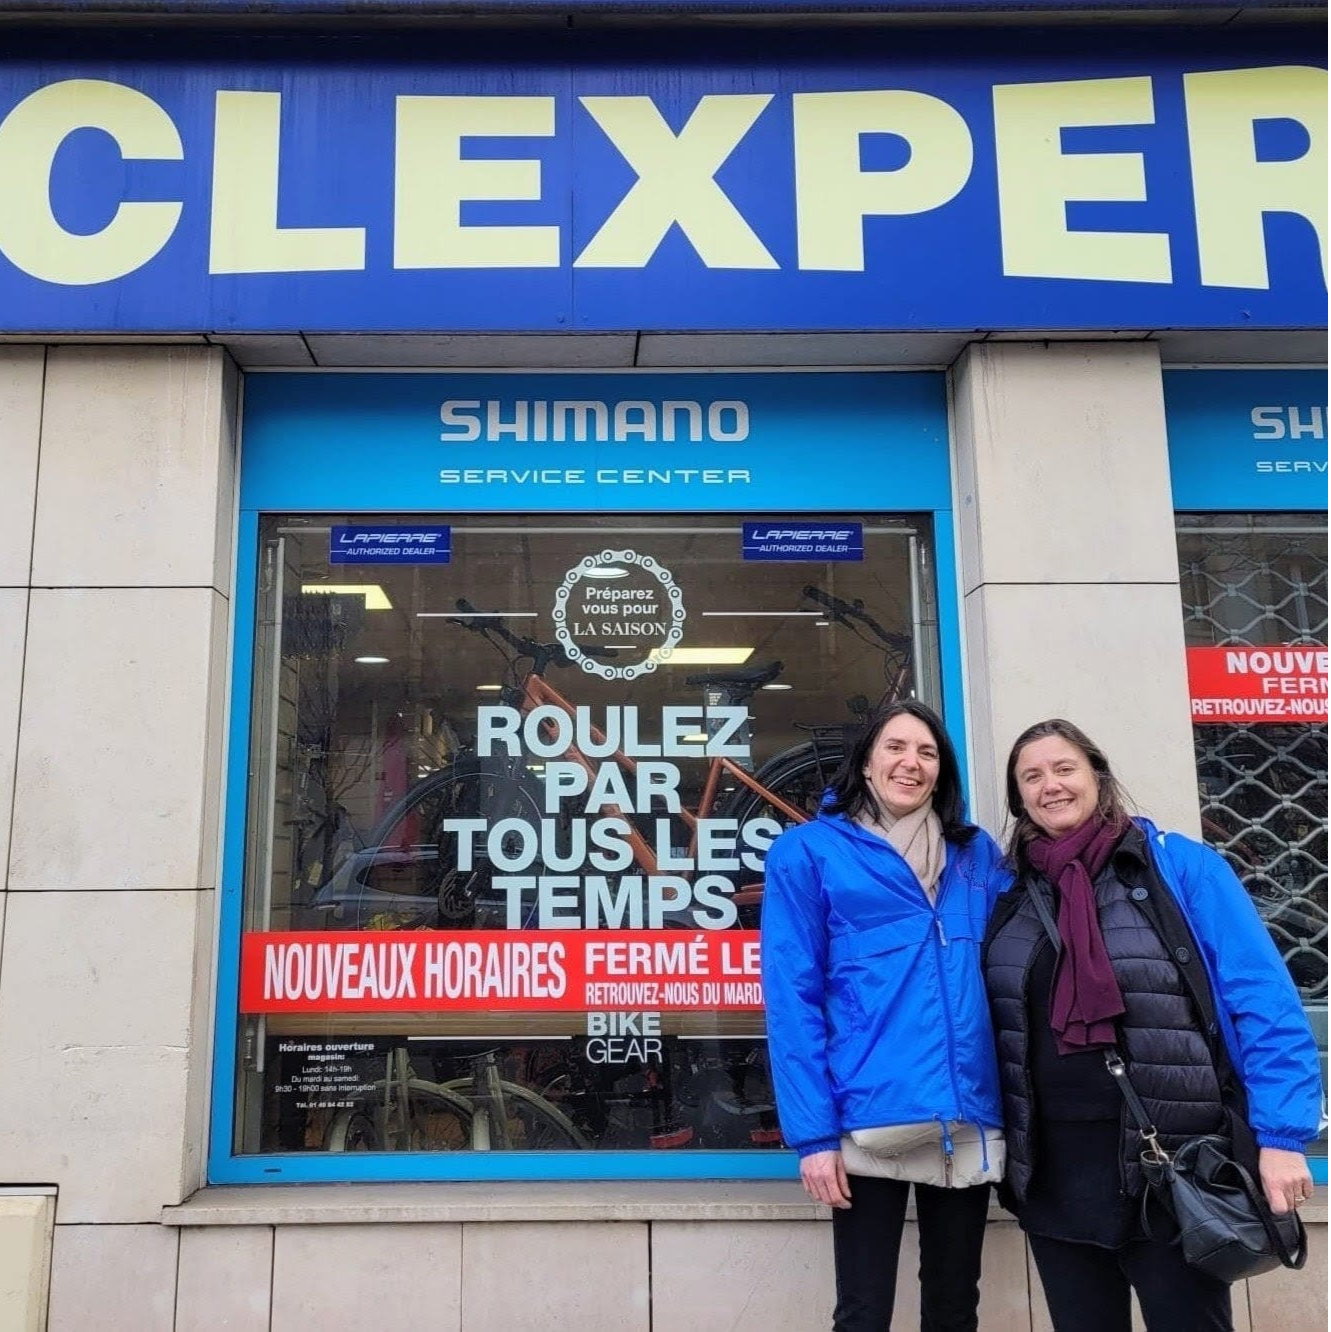 CLEXPER
SHIMANO
SERVICE CENTER
LAPIERRE
AUTHORIZED DEALER
LAPIERRE
AUTHORIZED DEALER
Préparez
vous pour
LA SAISON
ROULEZ
PAR
TOUS LES
TEMPS
NOUVEAUX HORAIRES
FERMÉ LE
RETROUVEZ-NOUS DU MARD
BIKE
GEAR
Horaires ouverture
magasin:
Lundi: 14h-19h
Du mardi au samedi:
9h30 - 19h00 sans interruption
SHI
SERV
NOUVE
FERM
RETROUVEZ-NOUS